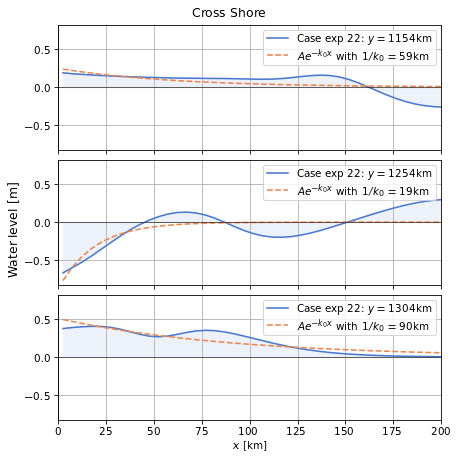 Cross Shore
Water level [m]
0.5
0.0
−0.5
Case exp 22: y = 1154km
Ae^{−k₀x} with 1/k₀ = 59km
0.5
0.0
−0.5
Case exp 22: y = 1254km
Ae^{−k₀x} with 1/k₀ = 19km
0.5
0.0
−0.5
Case exp 22: y = 1304km
Ae^{−k₀x} with 1/k₀ = 90km
0 25 50 75 100 125 150 175 200
x [km]